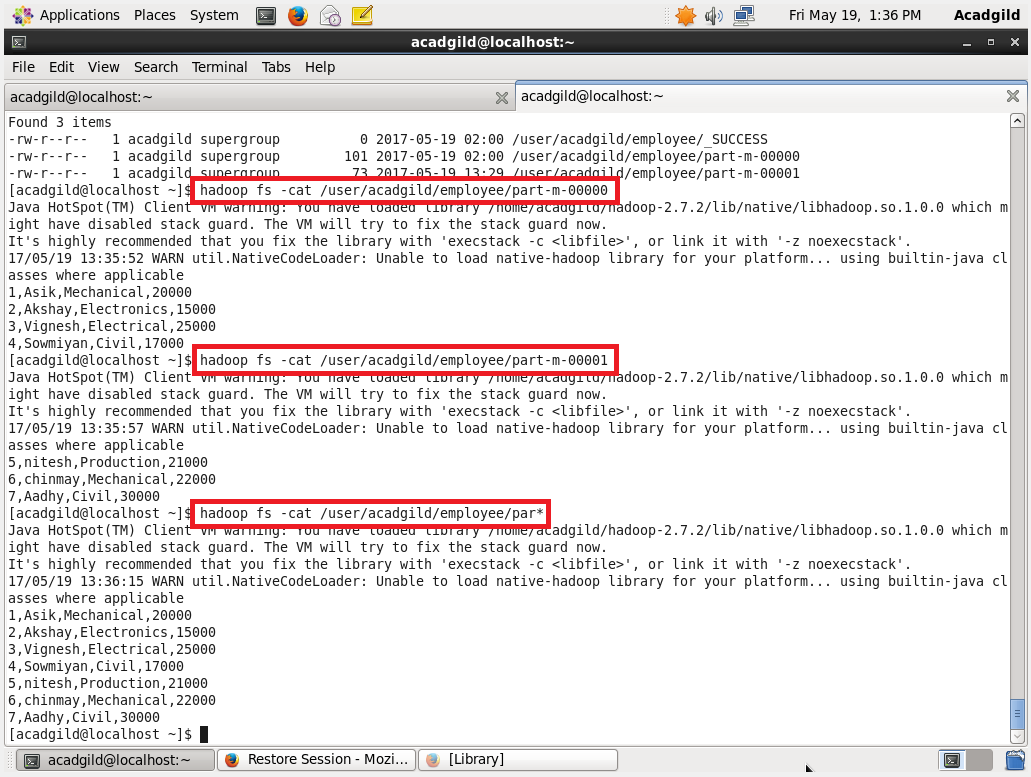 Applications Places System Fri May 19, 1:36 PM Acadgild
acadgild@localhost:~
File Edit View Search Terminal Tabs Help
acadgild@localhost:~ acadgild@localhost:~
Found 3 items
-rw-r--r--   1 acadgild supergroup          0 2017-05-19 02:00 /user/acadgild/employee/_SUCCESS
-rw-r--r--   1 acadgild supergroup        101 2017-05-19 02:00 /user/acadgild/employee/part-m-00000
-rw-r--r--   1 acadgild supergroup         73 2017-05-19 13:29 /user/acadgild/employee/part-m-00001
[acadgild@localhost ~]$ hadoop fs -cat /user/acadgild/employee/part-m-00000
Java HotSpot(TM) Client VM warning: You have loaded library /home/acadgild/hadoop-2.7.2/lib/native/libhadoop.so.1.0.0 which m
ight have disabled stack guard. The VM will try to fix the stack guard now.
It's highly recommended that you fix the library with 'execstack -c <libfile>', or link it with '-z noexecstack'.
17/05/19 13:35:52 WARN util.NativeCodeLoader: Unable to load native-hadoop library for your platform... using builtin-java cl
asses where applicable
1,Asik,Mechanical,20000
2,Akshay,Electronics,15000
3,Vignesh,Electrical,25000
4,Sowmiyan,Civil,17000
[acadgild@localhost ~]$ hadoop fs -cat /user/acadgild/employee/part-m-00001
Java HotSpot(TM) Client VM warning: You have loaded library /home/acadgild/hadoop-2.7.2/lib/native/libhadoop.so.1.0.0 which m
ight have disabled stack guard. The VM will try to fix the stack guard now.
It's highly recommended that you fix the library with 'execstack -c <libfile>', or link it with '-z noexecstack'.
17/05/19 13:35:57 WARN util.NativeCodeLoader: Unable to load native-hadoop library for your platform... using builtin-java cl
asses where applicable
5,nitesh,Production,21000
6,chinmay,Mechanical,22000
7,Aadhy,Civil,30000
[acadgild@localhost ~]$ hadoop fs -cat /user/acadgild/employee/par*
Java HotSpot(TM) Client VM warning: You have loaded library /home/acadgild/hadoop-2.7.2/lib/native/libhadoop.so.1.0.0 which m
ight have disabled stack guard. The VM will try to fix the stack guard now.
It's highly recommended that you fix the library with 'execstack -c <libfile>', or link it with '-z noexecstack'.
17/05/19 13:36:15 WARN util.NativeCodeLoader: Unable to load native-hadoop library for your platform... using builtin-java cl
asses where applicable
1,Asik,Mechanical,20000
2,Akshay,Electronics,15000
3,Vignesh,Electrical,25000
4,Sowmiyan,Civil,17000
5,nitesh,Production,21000
6,chinmay,Mechanical,22000
7,Aadhy,Civil,30000
[acadgild@localhost ~]$
acadgild@localhost:~ Restore Session - Mozi... [Library]